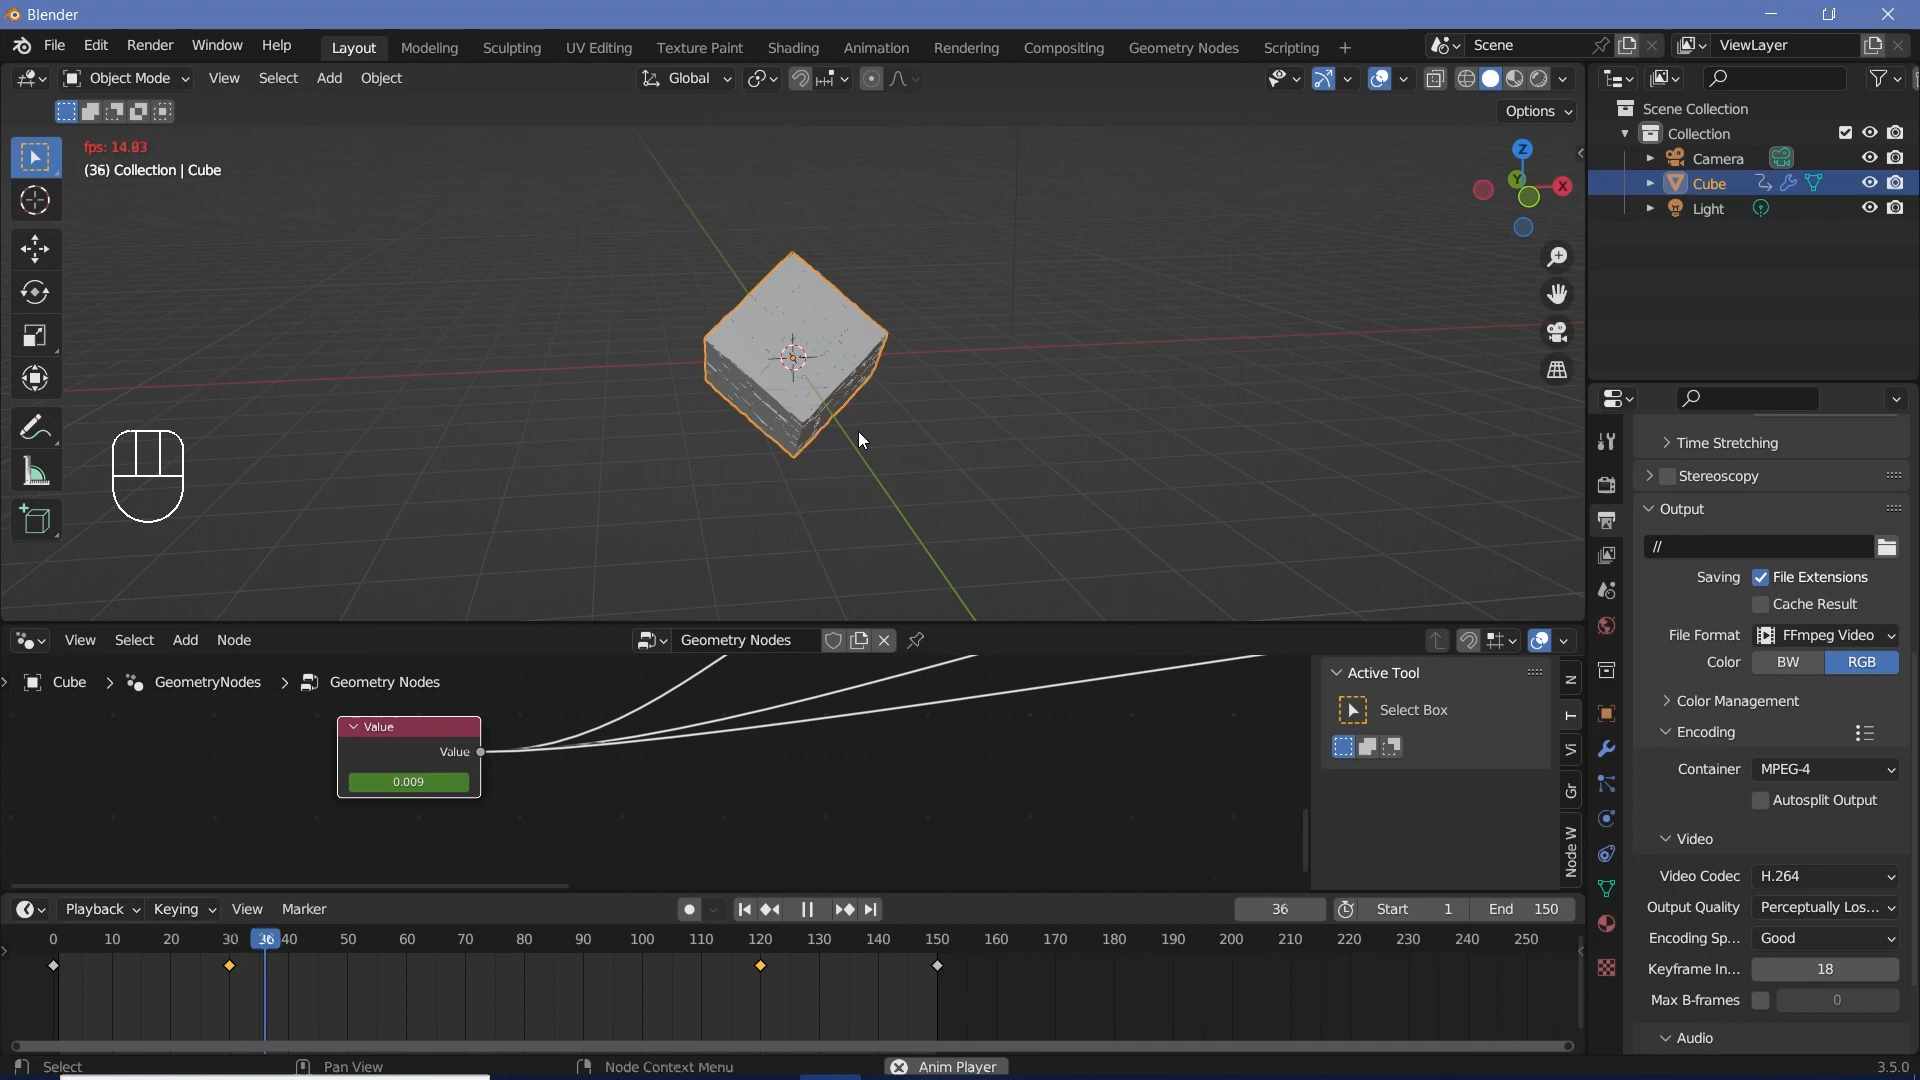 Blender
File Edit Render Window Help
Layout Modeling Sculpting UV Editing Texture Paint Shading Animation Rendering Compositing Geometry Nodes Scripting +
Scene
ViewLayer
Object Mode View Select Add Object
Global
Options
fps: 14.83
(36) Collection | Cube
Z
Y
X
Scene Collection
Collection
Camera
Cube
Light
Time Stretching
Stereoscopy
Output
//
Saving File Extensions
Cache Result
File Format FFmpeg Video
Color BW RGB
Color Management
Encoding
Container MPEG-4
Autosplit Output
Video
Video Codec H.264
Output Quality Perceptually Los...
Encoding Sp... Good
Keyframe In... 18
Max B-frames 0
Audio
View Select Add Node
Geometry Nodes
Cube > GeometryNodes > Geometry Nodes
Value
Value
0.009
Active Tool
Select Box
N
T
Vi
Gr
Node W
Playback Keying View Marker
36
Start 1 End 150
0 10 20 30 36 40 50 60 70 80 90 100 110 120 130 140 150 160 170 180 190 200 210 220 230 240 250
Select Pan View Node Context Menu Anim Player 3.5.0